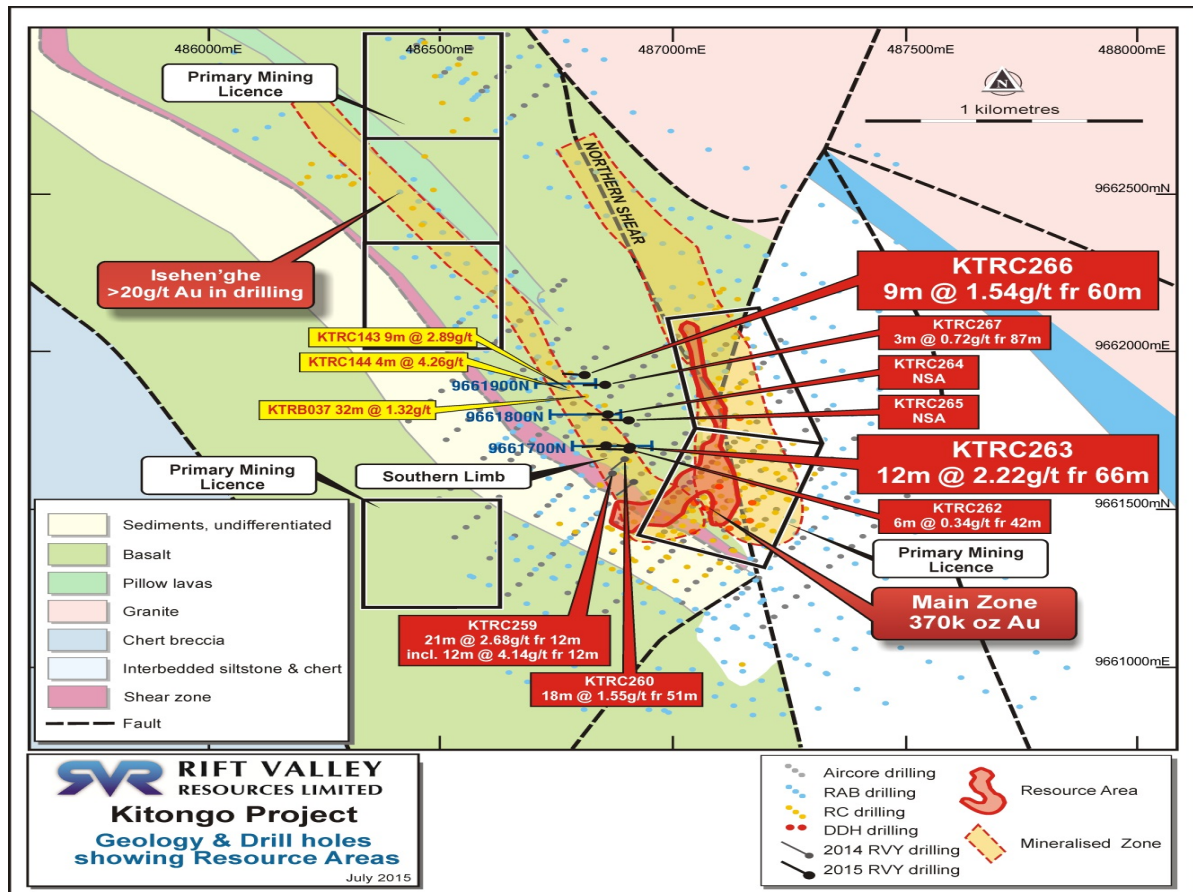 486000mE
486500mE
487000mE
487500mE
488000mE
N
1 kilometres
Primary Mining
Licence
NORTHERN SHEAR
9662500mN
Isehen'ghe
>20g/t Au in drilling
KTRC266
9m @ 1.54g/t fr 60m
KTRC267
3m @ 0.72g/t fr 87m
KTRC143 9m @ 2.89g/t
9662000mE
KTRC144 4m @ 4.26g/t
KTRC264
NSA
9661900N
KTRB037 32m @ 1.32g/t
KTRC265
NSA
9661800N
9661700N
KTRC263
12m @ 2.22g/t fr 66m
Primary Mining
Licence
Southern Limb
KTRC262
6m @ 0.34g/t fr 42m
9661500mN
Primary Mining
Licence
Main Zone
370k oz Au
KTRC259
21m @ 2.68g/t fr 12m
incl. 12m @ 4.14g/t fr 12m
KTRC260
18m @ 1.55g/t fr 51m
9661000mE
Sediments, undifferentiated
Basalt
Pillow lavas
Granite
Chert breccia
Interbedded siltstone & chert
Shear zone
Fault
SVR RIFT VALLEY
RESOURCES LIMITED
Kitongo Project
Geology & Drill holes
showing Resource Areas
July 2015
Aircore drilling
RAB drilling
RC drilling
DDH drilling
2014 RVY drilling
2015 RVY drilling
Resource Area
Mineralised Zone